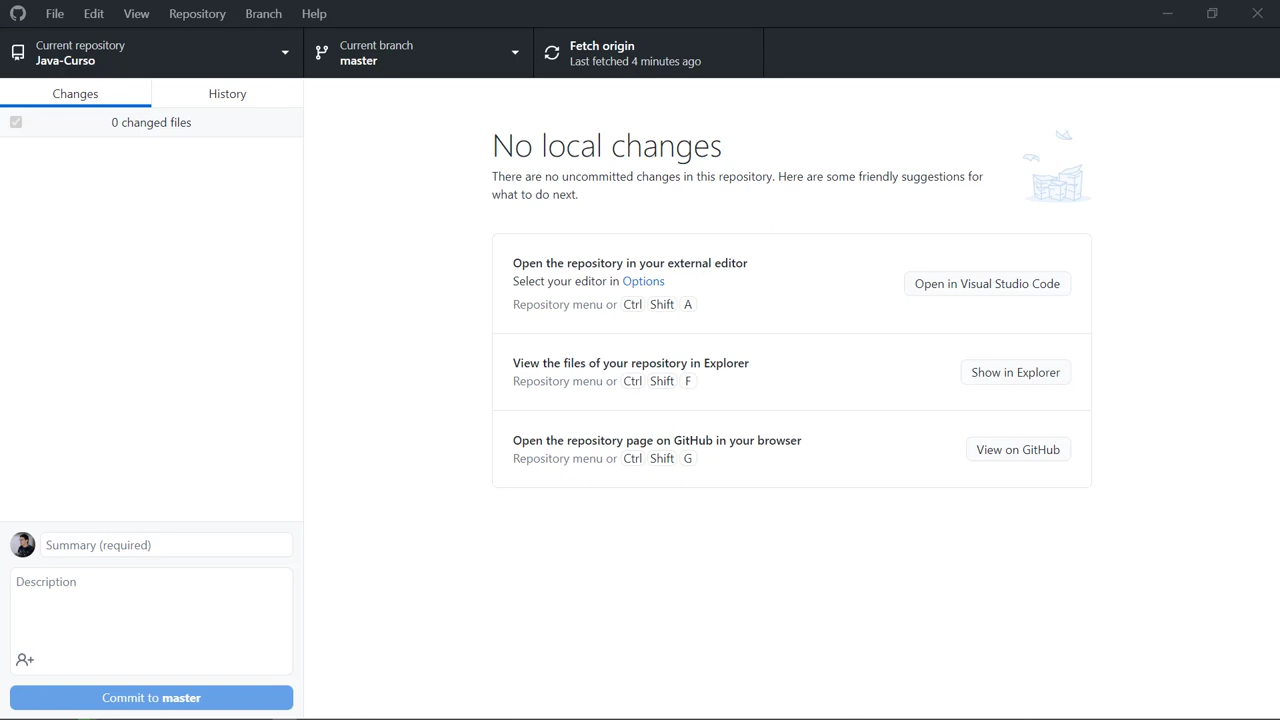 File Edit View Repository Branch Help
Current repository
Java-Curso
Current branch
master
Fetch origin
Last fetched 4 minutes ago
Changes
History
0 changed files
No local changes
There are no uncommitted changes in this repository. Here are some friendly suggestions for
what to do next.
Open the repository in your external editor
Select your editor in Options
Repository menu or Ctrl Shift A
Open in Visual Studio Code
View the files of your repository in Explorer
Repository menu or Ctrl Shift F
Show in Explorer
Open the repository page on GitHub in your browser
Repository menu or Ctrl Shift G
View on GitHub
Summary (required)
Description
Commit to master